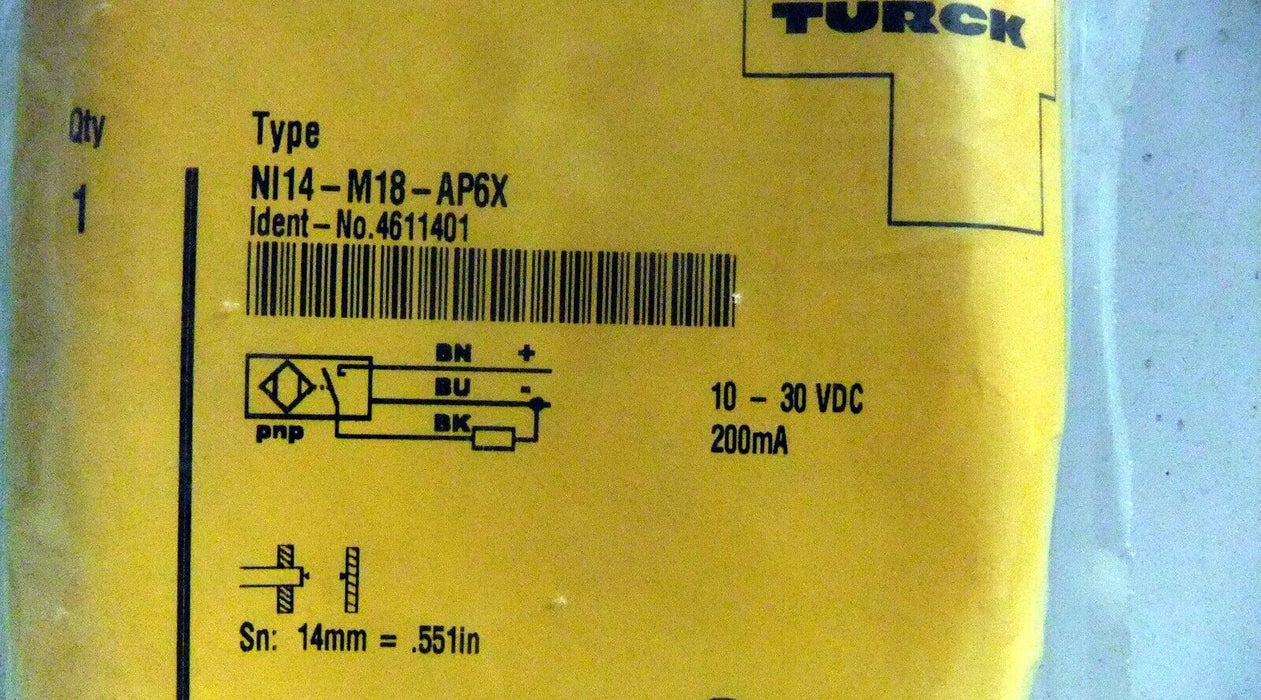 TURCK
Qty
Type
1
NI14-M18-AP6X
Ident-No.4611401
BN +
BU -
BK
pnp
10 - 30 VDC
200mA
Sn: 14mm = .551in